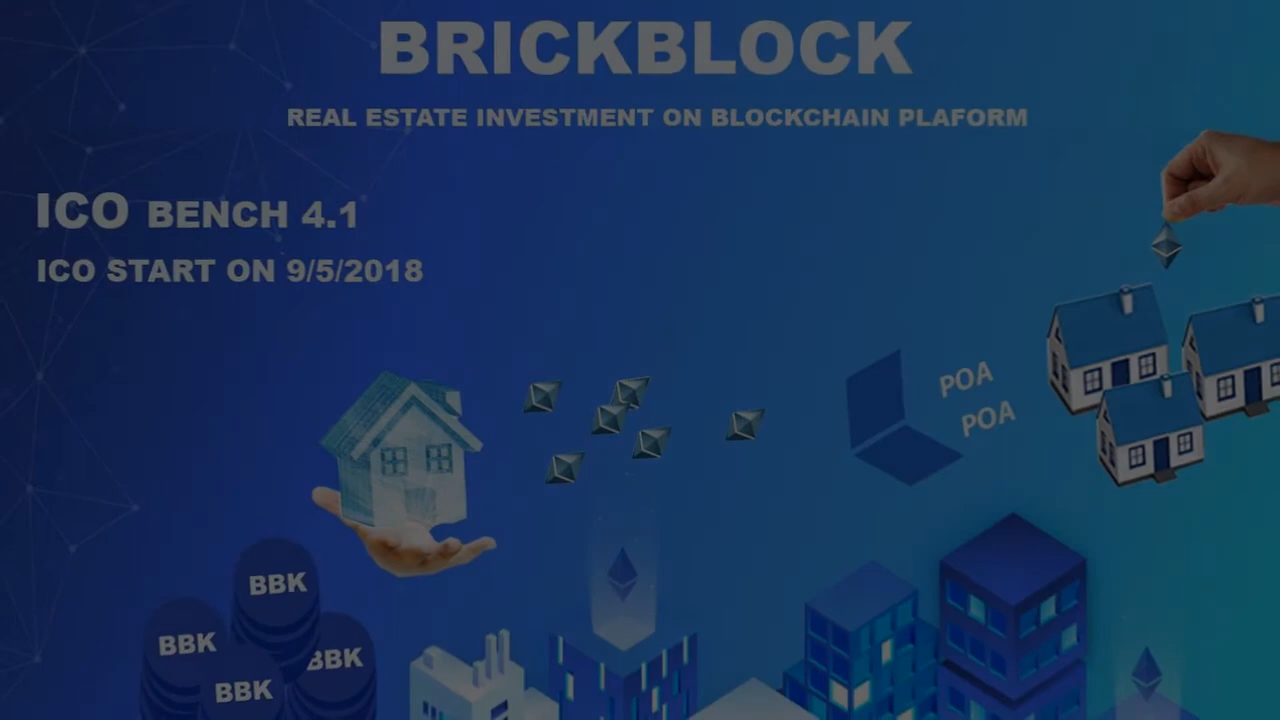 BRICKBLOCK
REAL ESTATE INVESTMENT ON BLOCKCHAIN PLAFORM
ICO BENCH 4.1
ICO START ON 9/5/2018
POA
POA
BBK
BBK
BBK
BBK